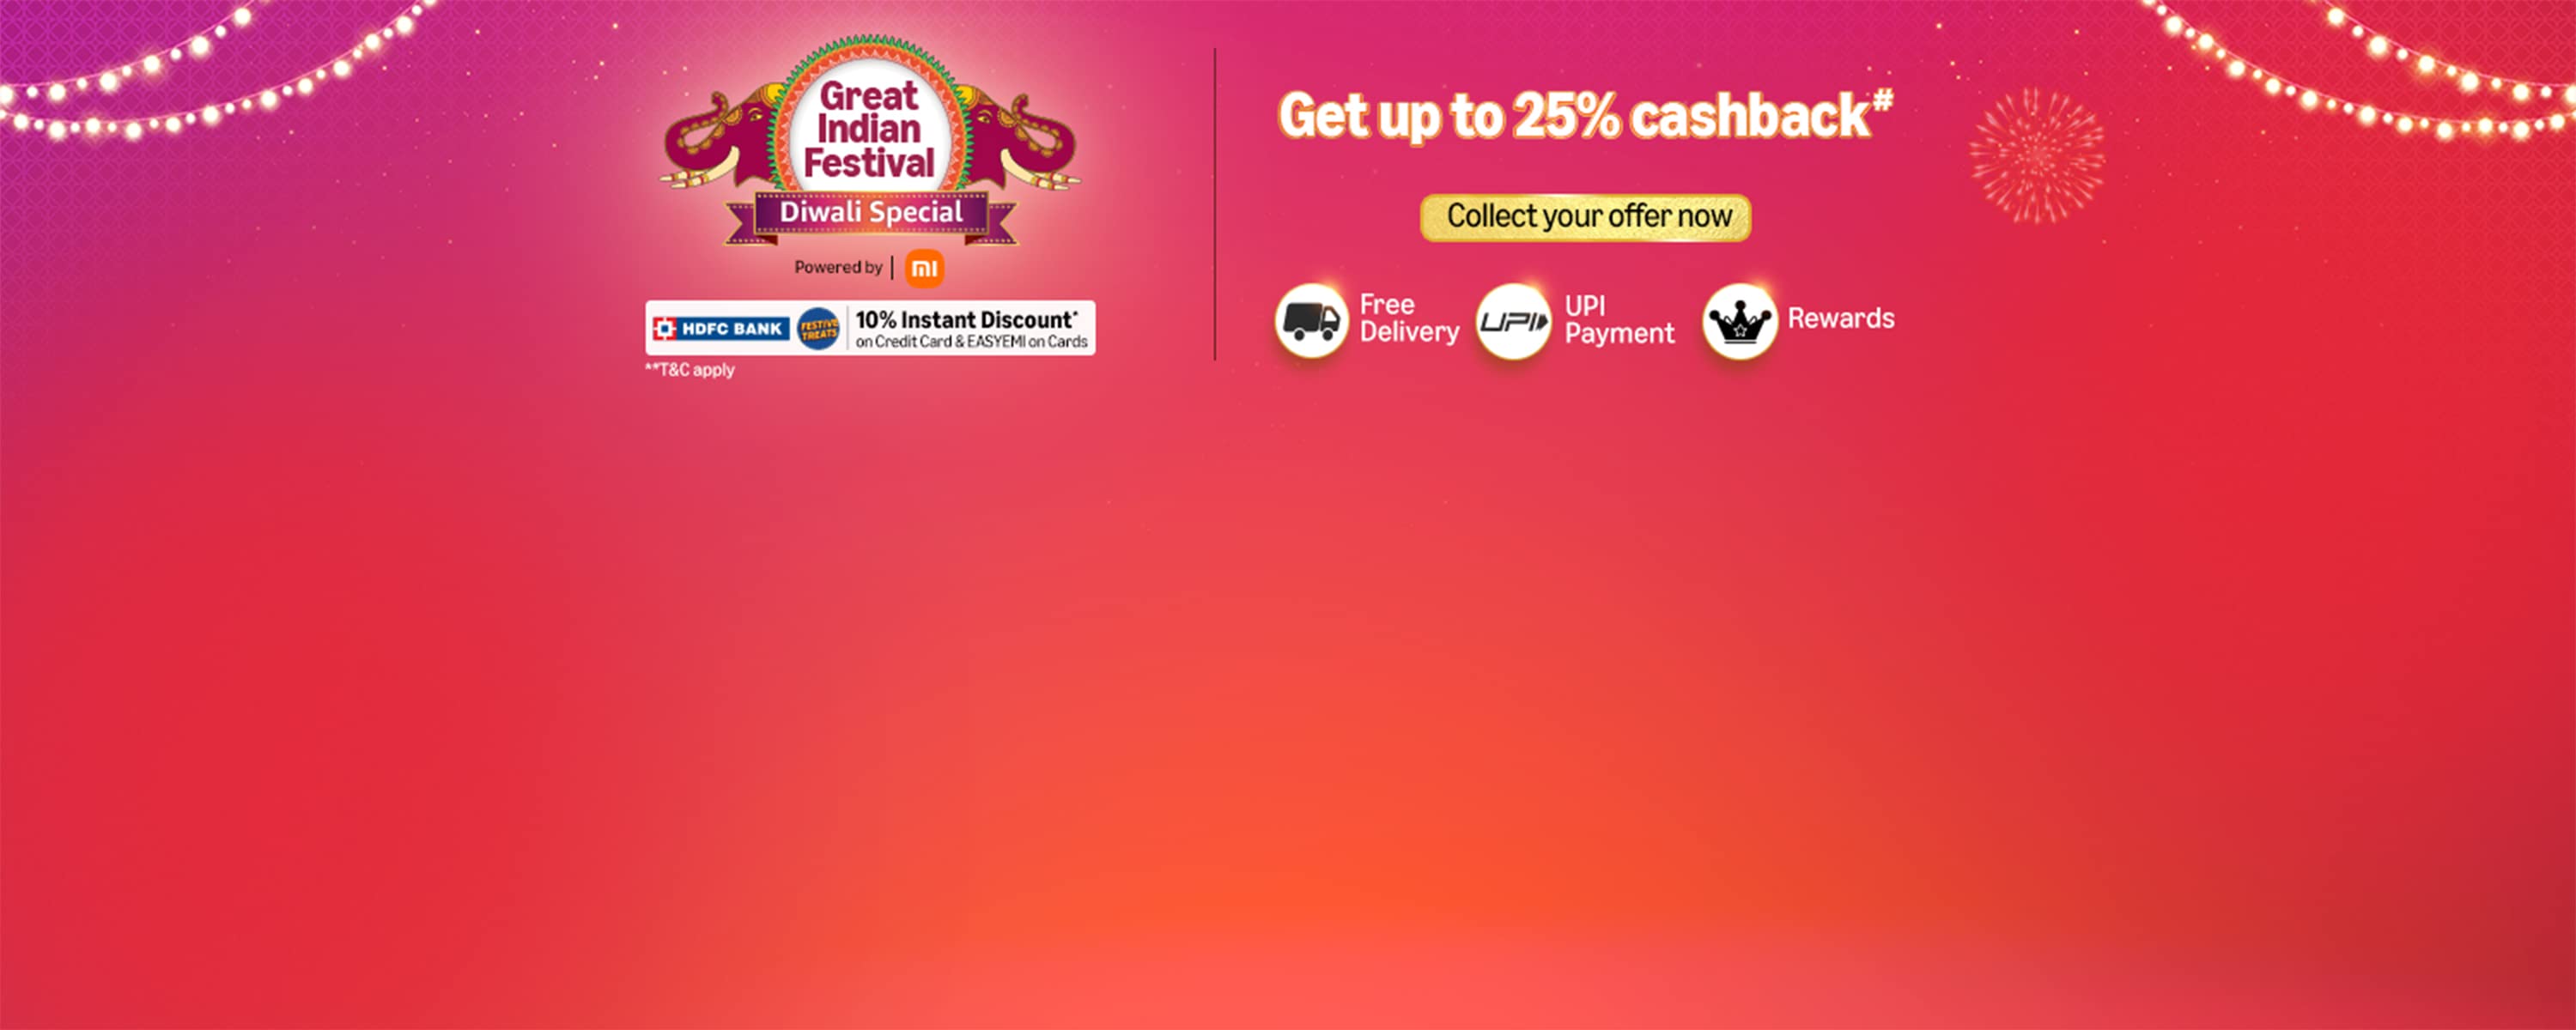 Great
Indian
Festival
Diwali Special
Powered by
mi
HDFC BANK
FESTIVE
TREATS
10% Instant Discount*
on Credit Card & EASYEMI on Cards
**T&C apply
Get up to 25% cashback#
Collect your offer now
Free
Delivery
UPI
UPI
Payment
Rewards